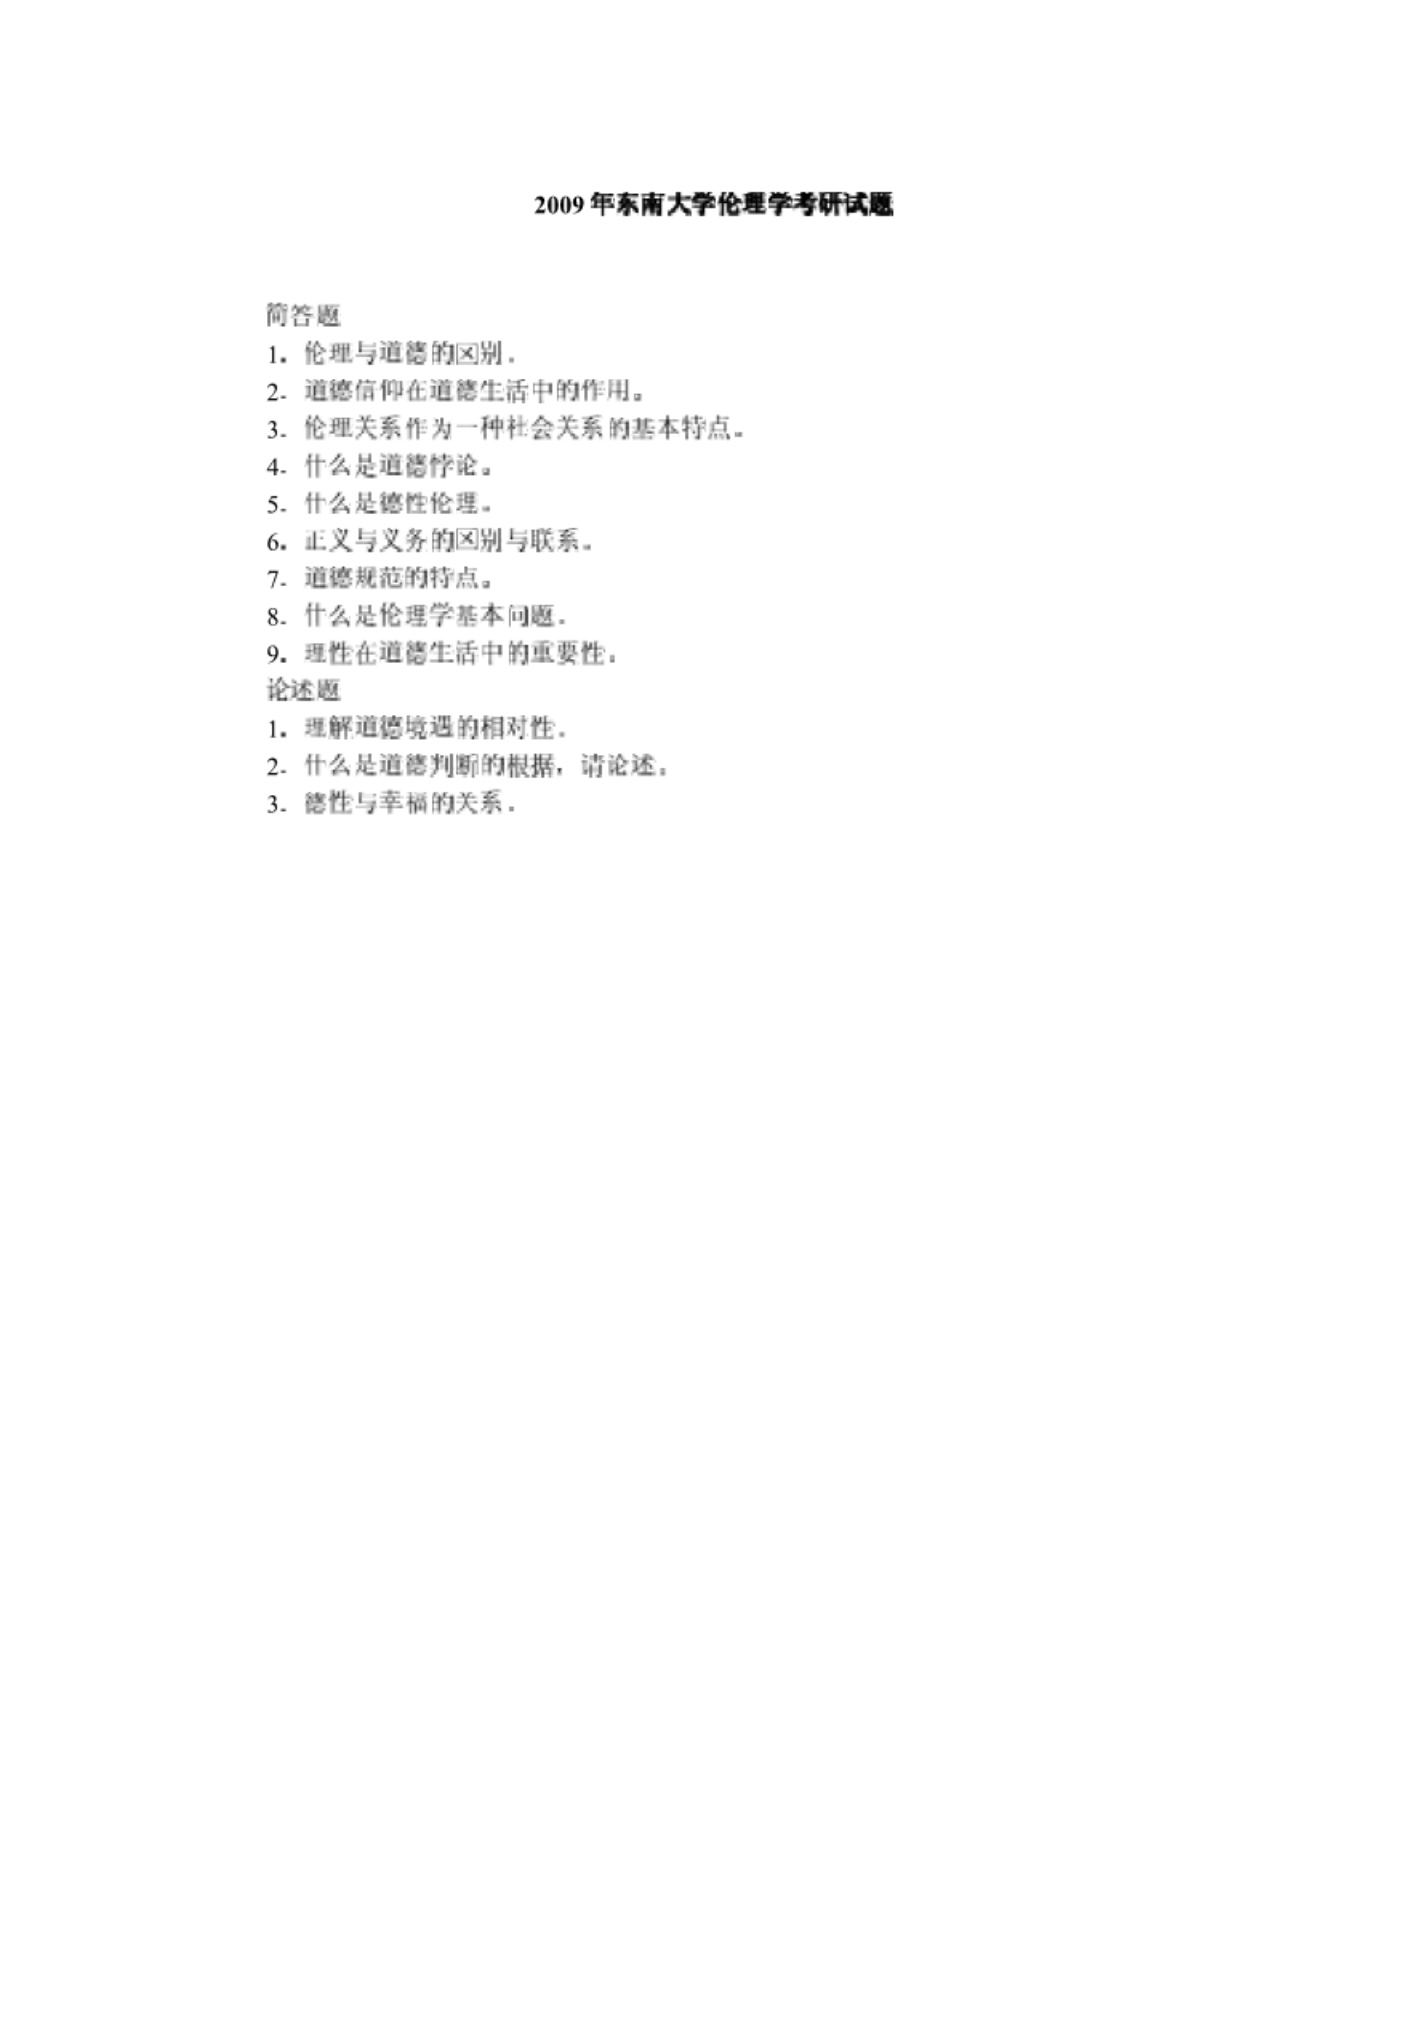 2009 年东南大学伦理学考研试题
简答题
1. 伦理与道德的区别。
2. 道德信仰在道德生活中的作用。
3. 伦理关系作为一种社会关系的基本特点。
4. 什么是道德悖论。
5. 什么是德性伦理。
6. 正义与义务的区别与联系。
7. 道德规范的特点。
8. 什么是伦理学基本问题。
9. 理性在道德生活中的重要性。
论述题
1. 理解道德境遇的相对性。
2. 什么是道德判断的根据，请论述。
3. 德性与幸福的关系。